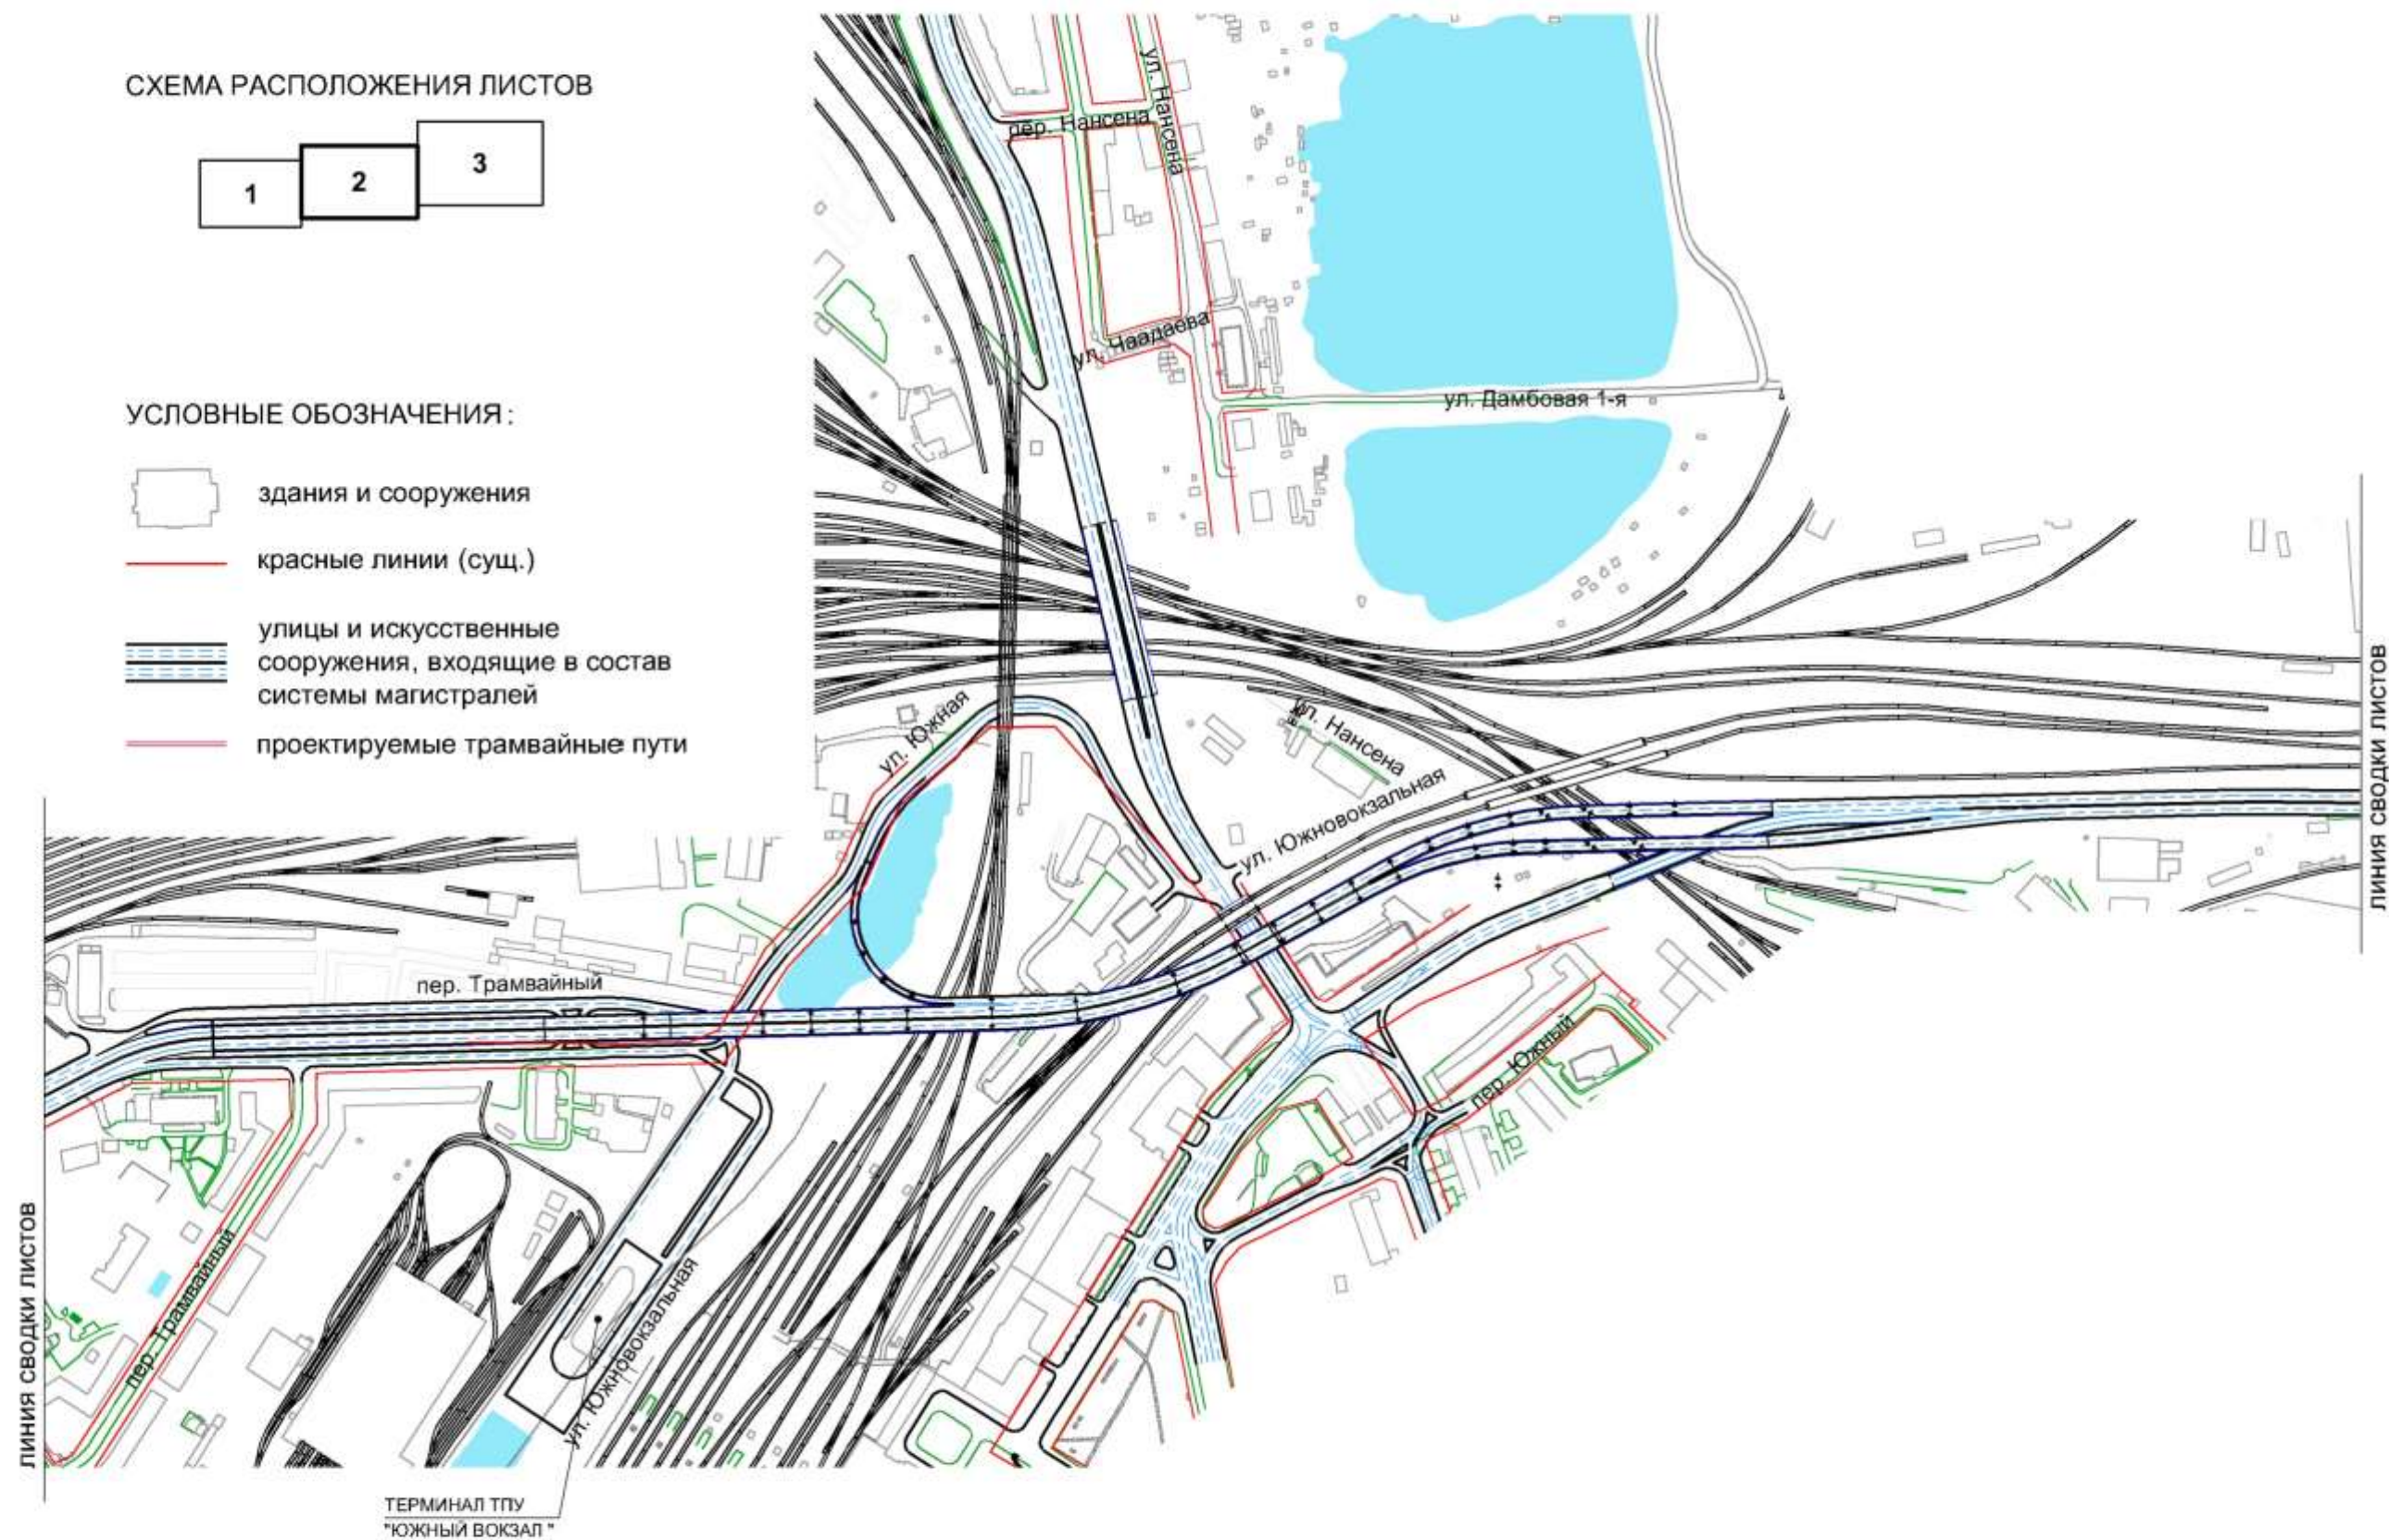 СХЕМА РАСПОЛОЖЕНИЯ ЛИСТОВ
1
2
3
УСЛОВНЫЕ ОБОЗНАЧЕНИЯ :
здания и сооружения
красные линии (сущ.)
улицы и искусственные
сооружения, входящие в состав
системы магистралей
проектируемые трамвайные пути
ул. Нансена
пер. Нансена
ул. Чаадаева
ул. Дамбовая 1-я
ул. Южная
ул. Нансена
ул. Южновокзальная
пер. Трамвайный
пер. Южный
пер. Трамвайный
ул. Южновокзальная
ЛИНИЯ СВОДКИ ЛИСТОВ
ЛИНИЯ СВОДКИ ЛИСТОВ
ТЕРМИНАЛ ТПУ
"ЮЖНЫЙ ВОКЗАЛ "